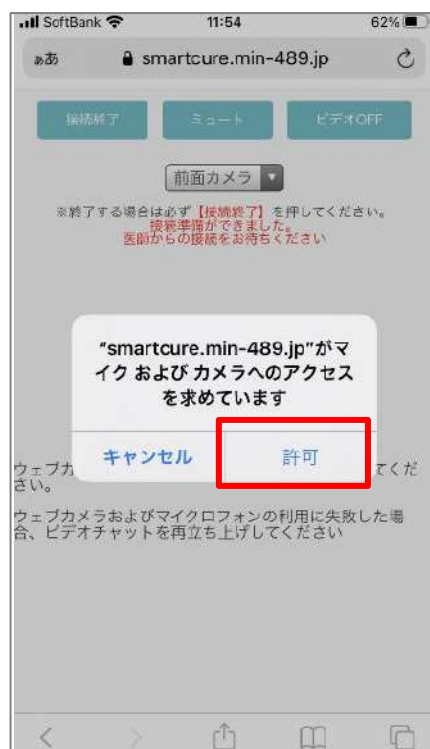 SoftBank 11:54 62%
ぁあ smartcure.min-489.jp
接続終了 ミュート ビデオOFF
前面カメラ
※終了する場合は必ず【接続終了】を押してください。
接続準備ができました。
医師からの接続をお待ちください
"smartcure.min-489.jp"がマ
イク および カメラへのアクセス
を求めています
キャンセル 許可
ウェブカ てくだ
さい。
ウェブカメラおよびマイクロフォンの利用に失敗した場
合、ビデオチャットを再立ち上げしてください